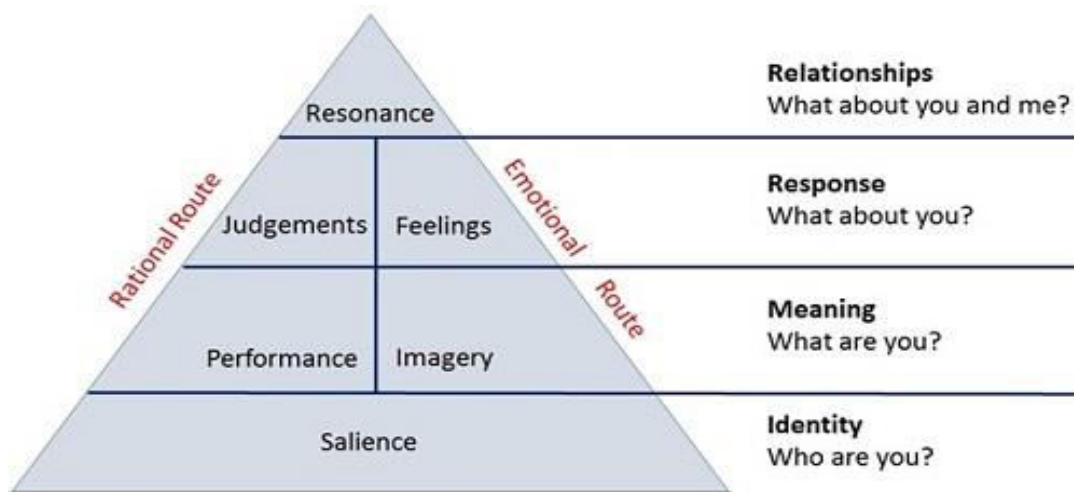 Resonance
Relationships
What about you and me?
Rational Route
Emotional Route
Judgements
Feelings
Response
What about you?
Performance
Imagery
Meaning
What are you?
Salience
Identity
Who are you?